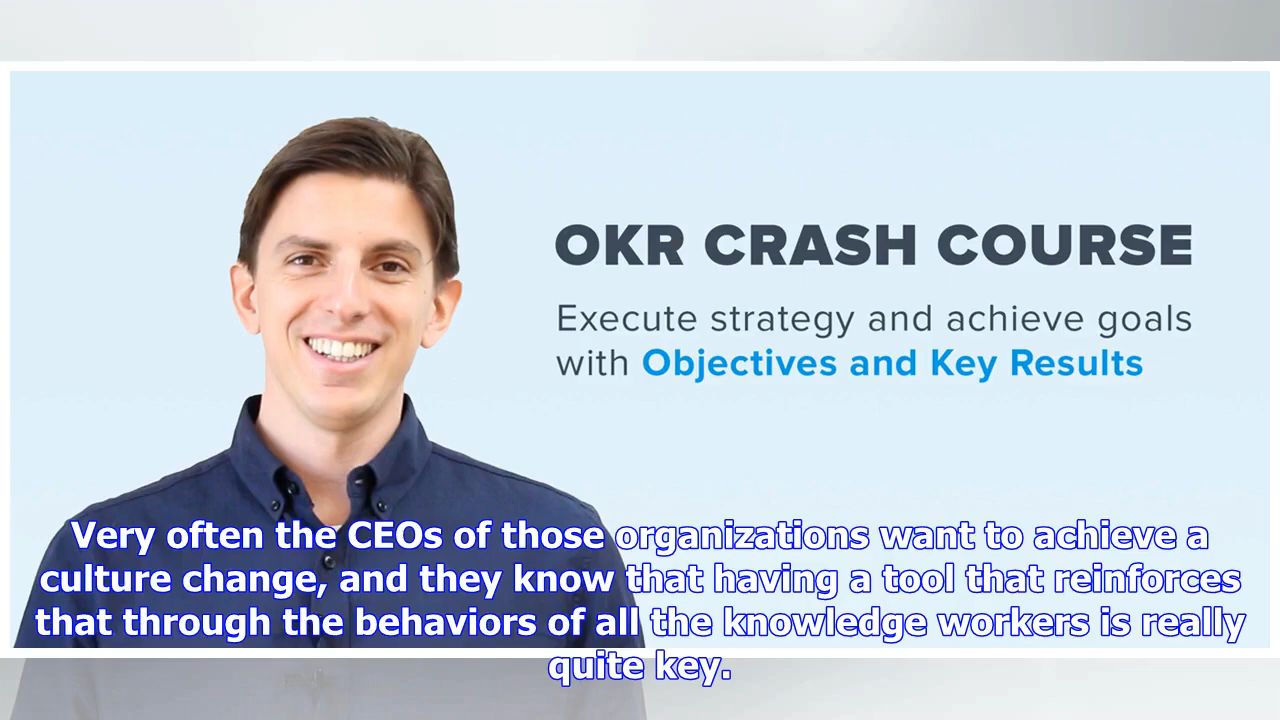 OKR CRASH COURSE
Execute strategy and achieve goals
with Objectives and Key Results
Very often the CEOs of those organizations want to achieve a
culture change, and they know that having a tool that reinforces
that through the behaviors of all the knowledge workers is really
quite key.